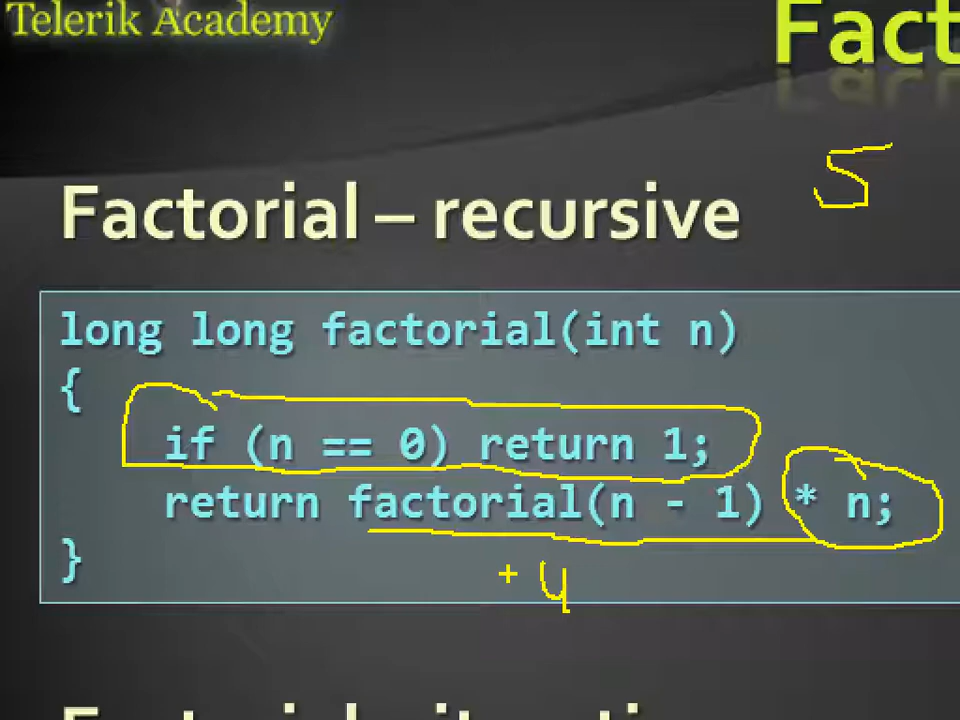 Telerik Academy
Fact
5
Factorial – recursive
long long factorial(int n)
{
if (n == 0) return 1;
return factorial(n - 1) * n;
}
+ 4